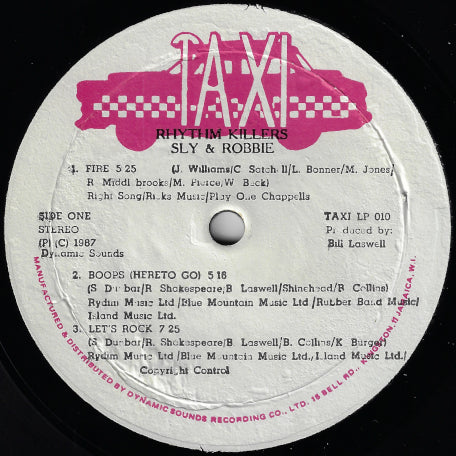 TAXI
RHYTHM KILLERS
SLY & ROBBIE
1. FIRE 5 25 (J. Williams/C Satchell/L. Bonner/M. Jones/
R Middlbrooks/M. Pierce/W Beck)
Right Song/Ricks Music/Play One Chappells
SIDE ONE
STEREO
(P) (C) 1987
Dynamic Sounds
TAXI LP 010
Produced by:
Bill Laswell
2. BOOPS (HERETO GO) 5 16
(S Dunbar/R Shakespeare/B Laswell/Shinehead/R Collins)
Rydim Music Ltd/Blue Mountain Music Ltd/Rubber Band Music/
Island Music Ltd.
3. LET'S ROCK 7 25
(S Dunbar/R. Shakespeare/B Laswell/B. Collins/K Burger)
Rydim Music Ltd/Blue Mountain Music Ltd., Island Music Ltd./
Copyright Control
MANUFACTURED & DISTRIBUTED BY DYNAMIC SOUNDS RECORDING CO., LTD. 15 BELL RD., KINGSTON, 11 JAMAICA, W.I.